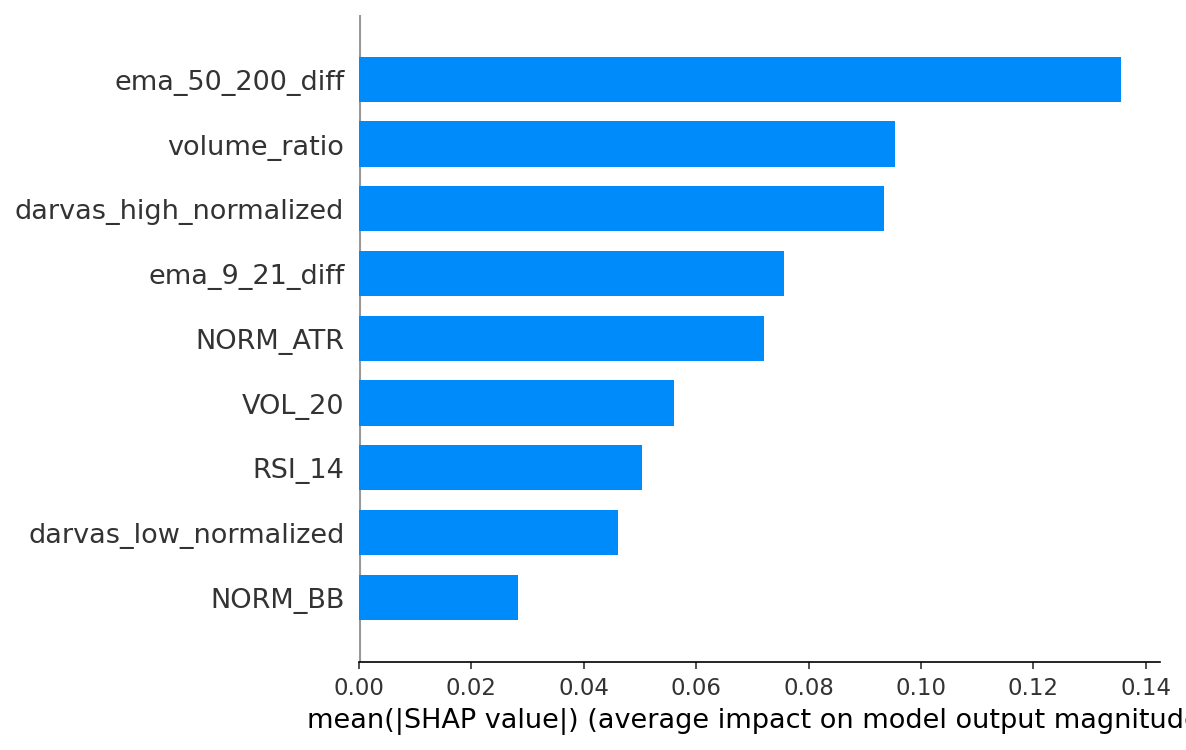 ema_50_200_diff
volume_ratio
darvas_high_normalized
ema_9_21_diff
NORM_ATR
VOL_20
RSI_14
darvas_low_normalized
NORM_BB
0.00 0.02 0.04 0.06 0.08 0.10 0.12 0.14
mean(|SHAP value|) (average impact on model output magnitud